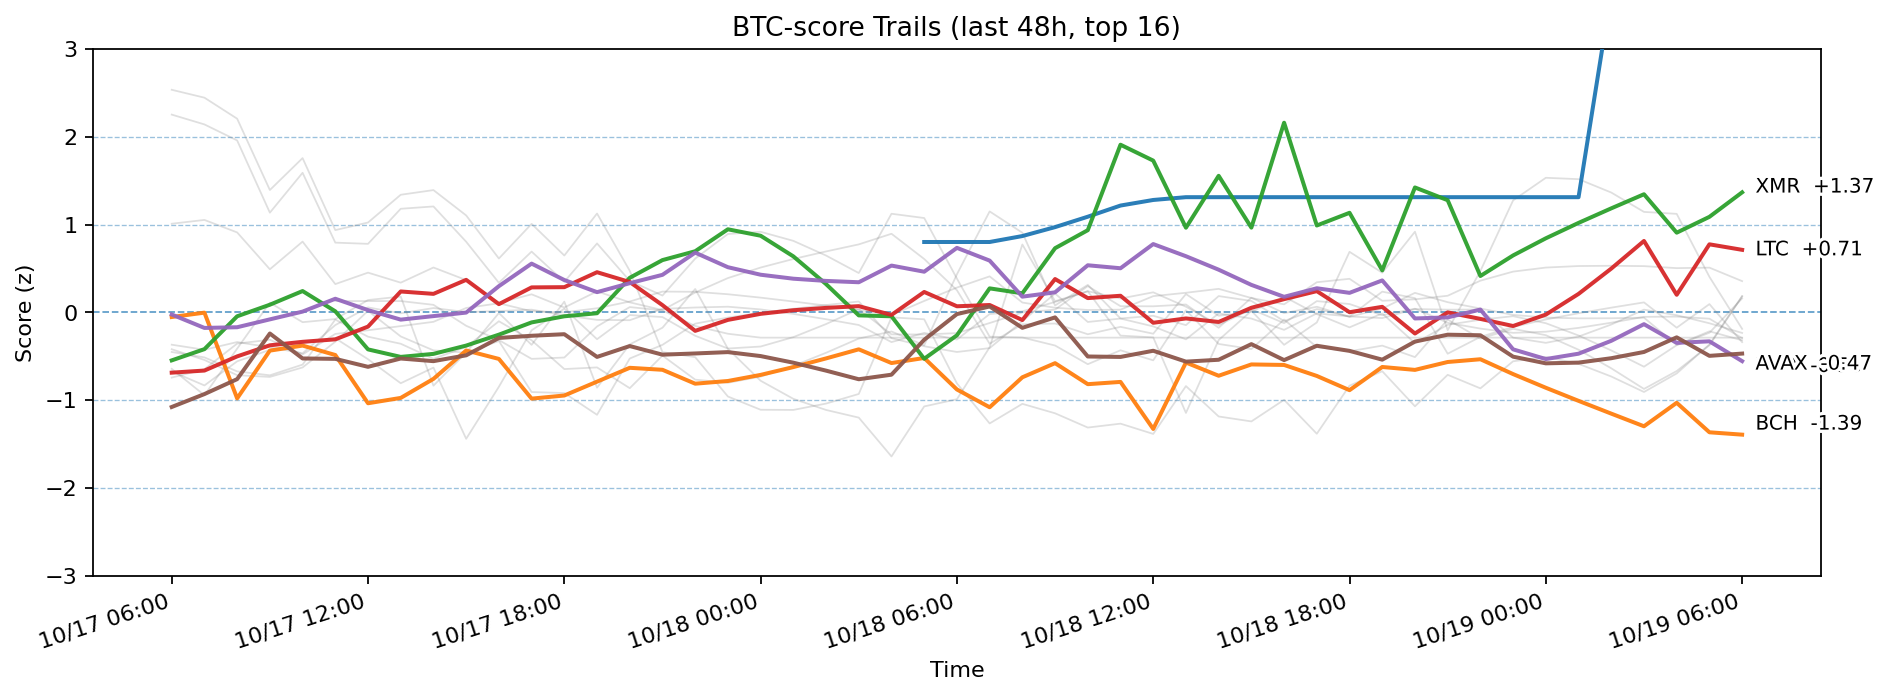 BTC-score Trails (last 48h, top 16)
3
2
1
0
−1
−2
−3
Score (z)
XMR +1.37
LTC +0.71
AVAX -0.47
BCH -1.39
10/17 06:00
10/17 12:00
10/17 18:00
10/18 00:00
10/18 06:00
10/18 12:00
10/18 18:00
10/19 00:00
10/19 06:00
Time